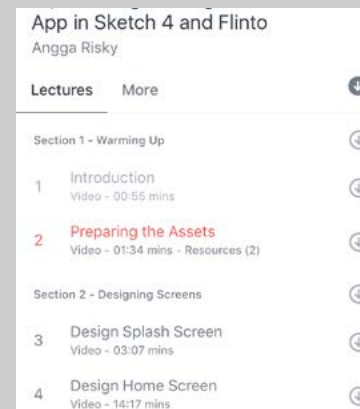 App in Sketch 4 and Flinto
Angga Risky
Lectures More
Section 1 - Warming Up
1 Introduction
Video - 00:55 mins
2 Preparing the Assets
Video - 01:34 mins - Resources (2)
Section 2 - Designing Screens
3 Design Splash Screen
Video - 03:07 mins
4 Design Home Screen
Video - 14:17 mins